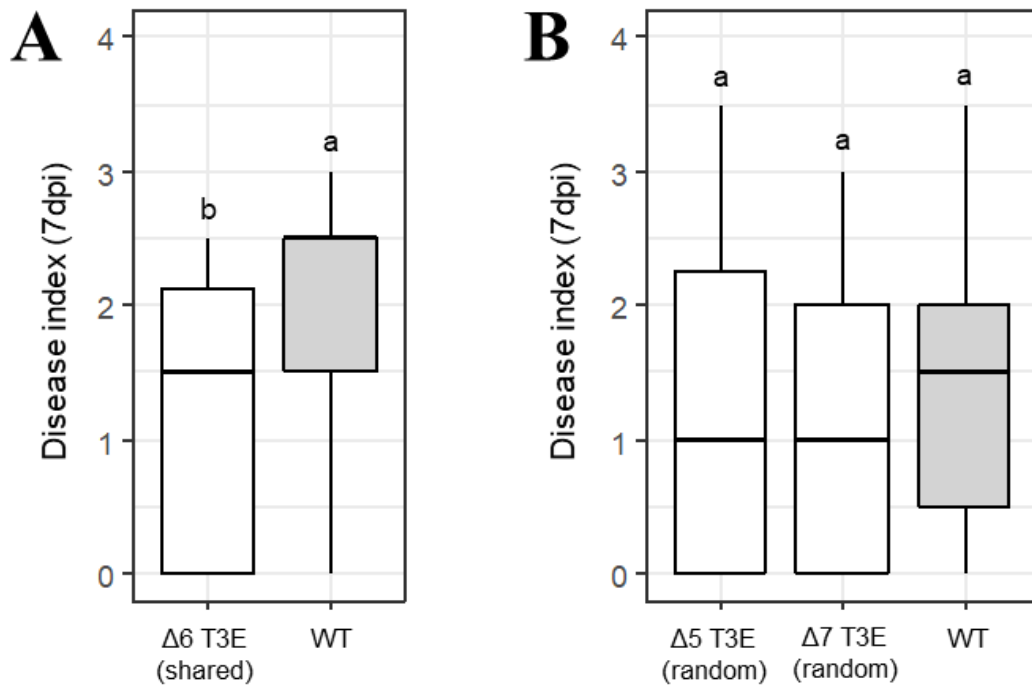 A
Disease index (7dpi)
4
3
2
1
0
b
a
Δ6 T3E
(shared)
WT
B
Disease index (7dpi)
4
3
2
1
0
a
a
a
Δ5 T3E
(random)
Δ7 T3E
(random)
WT